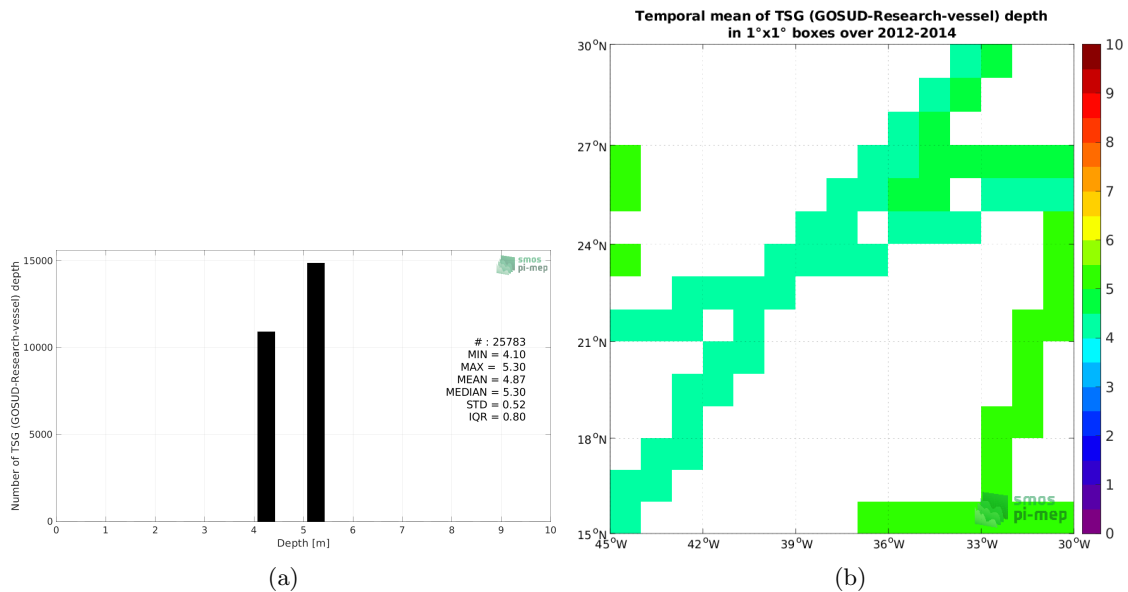 Number of TSG (GOSUD-Research-vessel) depth
15000
10000
5000
0
0 1 2 3 4 5 6 7 8 9 10
Depth [m]
smos
pi-mep
# : 25783
MIN = 4.10
MAX = 5.30
MEAN = 4.87
MEDIAN = 5.30
STD = 0.52
IQR = 0.80
(a)
Temporal mean of TSG (GOSUD-Research-vessel) depth
in 1°x1° boxes over 2012-2014
30°N
27°N
24°N
21°N
18°N
15°N
45°W 42°W 39°W 36°W 33°W 30°W
smos
pi-mep
10
9
8
7
6
5
4
3
2
1
0
(b)